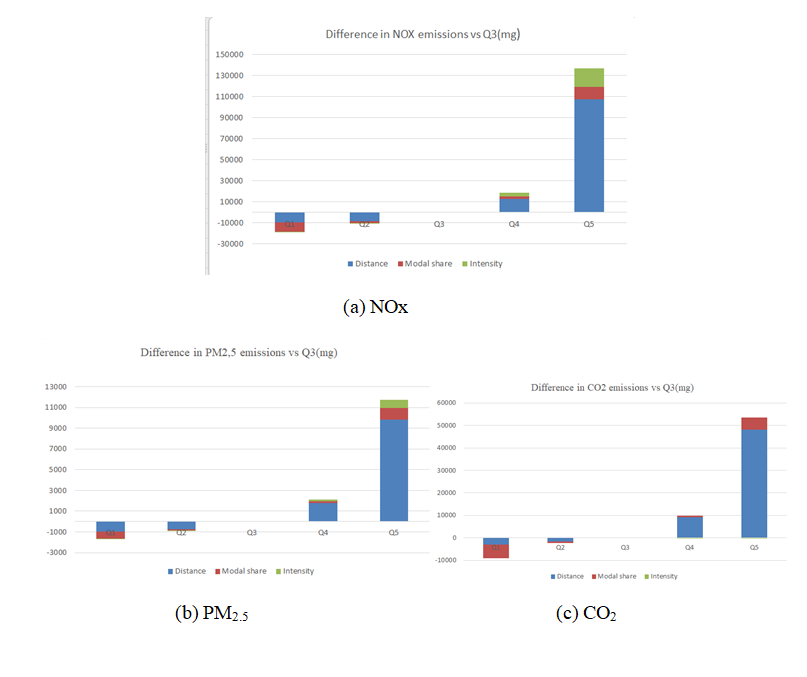 Difference in NOX emissions vs Q3(mg)
150000
130000
110000
90000
70000
50000
30000
10000
-10000
-30000
Q1 Q2 Q3 Q4 Q5
Distance Modal share Intensity
(a) NOx
Difference in PM2,5 emissions vs Q3(mg)
13000
11000
9000
7000
5000
3000
1000
-1000
-3000
Q1 Q2 Q3 Q4 Q5
Distance Modal share Intensity
(b) PM2.5
Difference in CO2 emissions vs Q3(mg)
60000
50000
40000
30000
20000
10000
0
-10000
Q1 Q2 Q3 Q4 Q5
Distance Modal share Intensity
(c) CO2